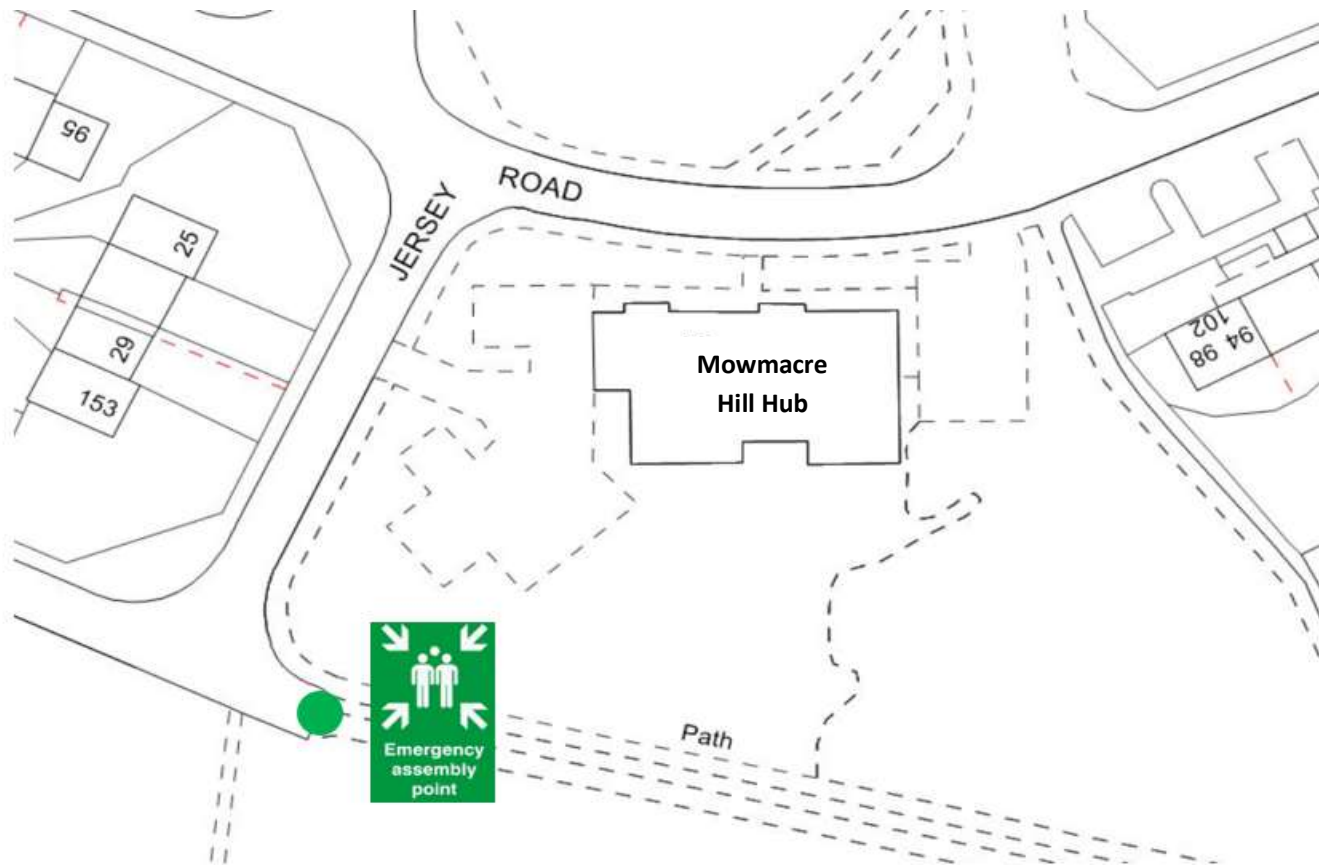 95
ROAD
JERSEY
25
29
153
102
94 98
Mowmacre
Hill Hub
Path
Emergency
assembly
point